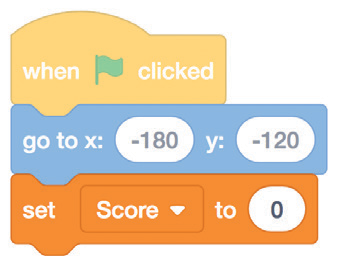 when clicked
go to x: -180 y: -120
set Score to 0